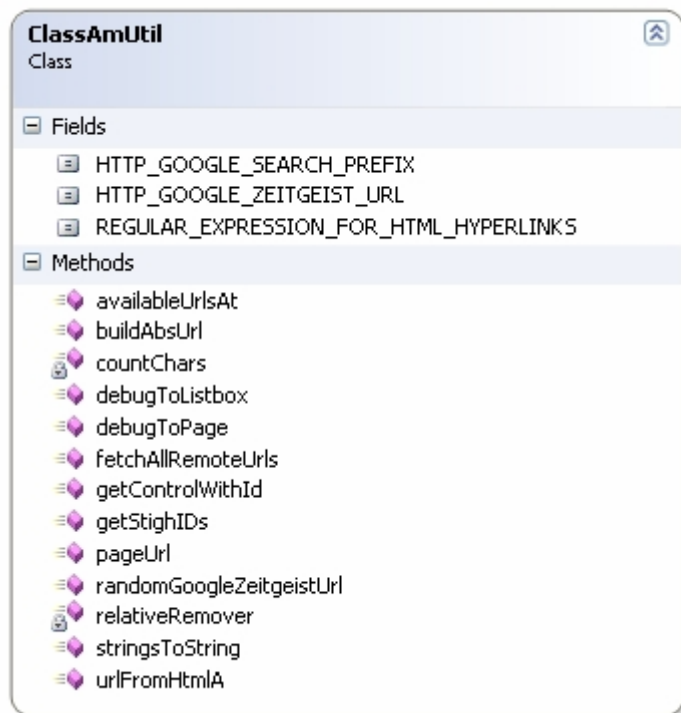 ClassAmUtil
Class
Fields
HTTP_GOOGLE_SEARCH_PREFIX
HTTP_GOOGLE_ZEITGEIST_URL
REGULAR_EXPRESSION_FOR_HTML_HYPERLINKS
Methods
availableUrlsAt
buildAbsUrl
countChars
debugToListbox
debugToPage
fetchAllRemoteUrls
getControlWithId
getStighIDs
pageUrl
randomGoogleZeitgeistUrl
relativeRemover
stringsToString
urlFromHtmlA